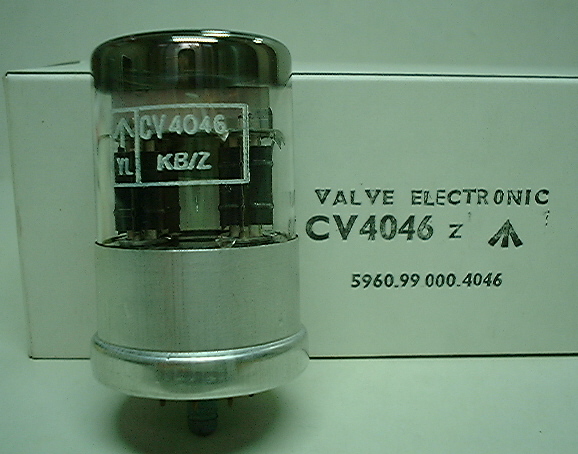 CV4046
YL KB/Z
VALVE ELECTRONIC
CV4046 Z
5960.99 000.4046